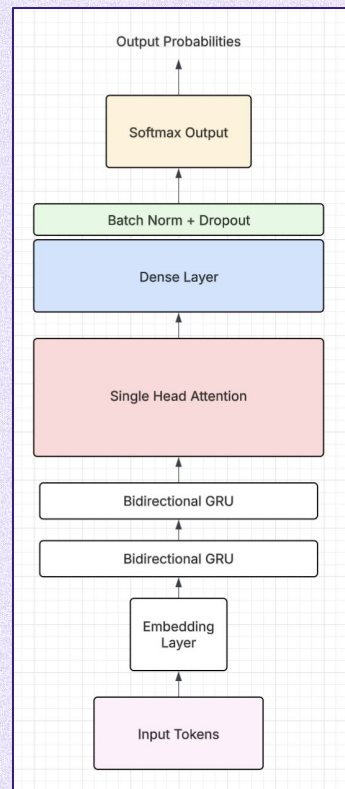 Output Probabilities
Softmax Output
Batch Norm + Dropout
Dense Layer
Single Head Attention
Bidirectional GRU
Bidirectional GRU
Embedding
Layer
Input Tokens